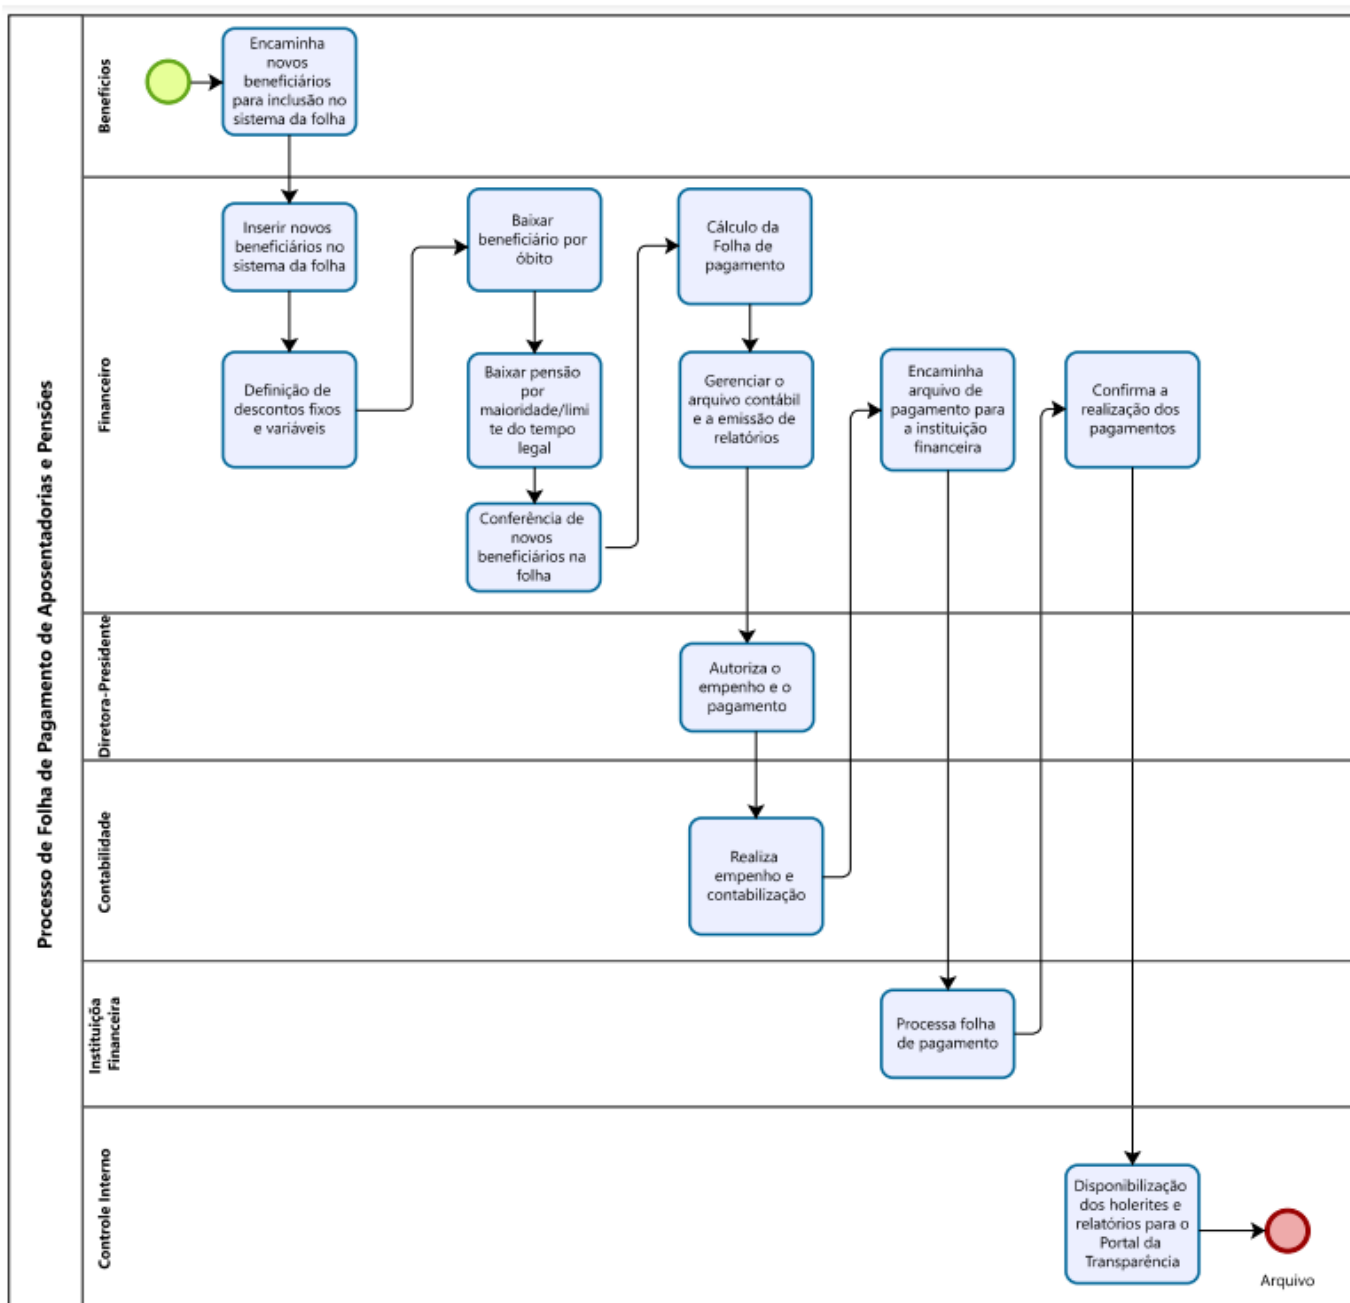 Processo de Folha de Pagamento de Aposentadorias e Pensões
Benefícios
Encaminha
novos
beneficiários
para inclusão no
sistema da folha
Financeiro
Inserir novos
beneficiários no
sistema da folha
Definição de
descontos fixos
e variáveis
Baixar
beneficiário por
óbito
Baixar pensão
por
maioridade/limi
te do tempo
legal
Conferência de
novos
beneficiários na
folha
Cálculo da
Folha de
pagamento
Gerenciar o
arquivo contábil
e a emissão de
relatórios
Encaminha
arquivo de
pagamento para
a instituição
financeira
Confirma a
realização dos
pagamentos
Diretora-Presidente
Autoriza o
empenho e o
pagamento
Contabilidade
Realiza
empenho e
contabilização
Instituiçõa
Financeira
Processa folha
de pagamento
Controle Interno
Disponibilização
dos holerites e
relatórios para o
Portal da
Transparência
Arquivo